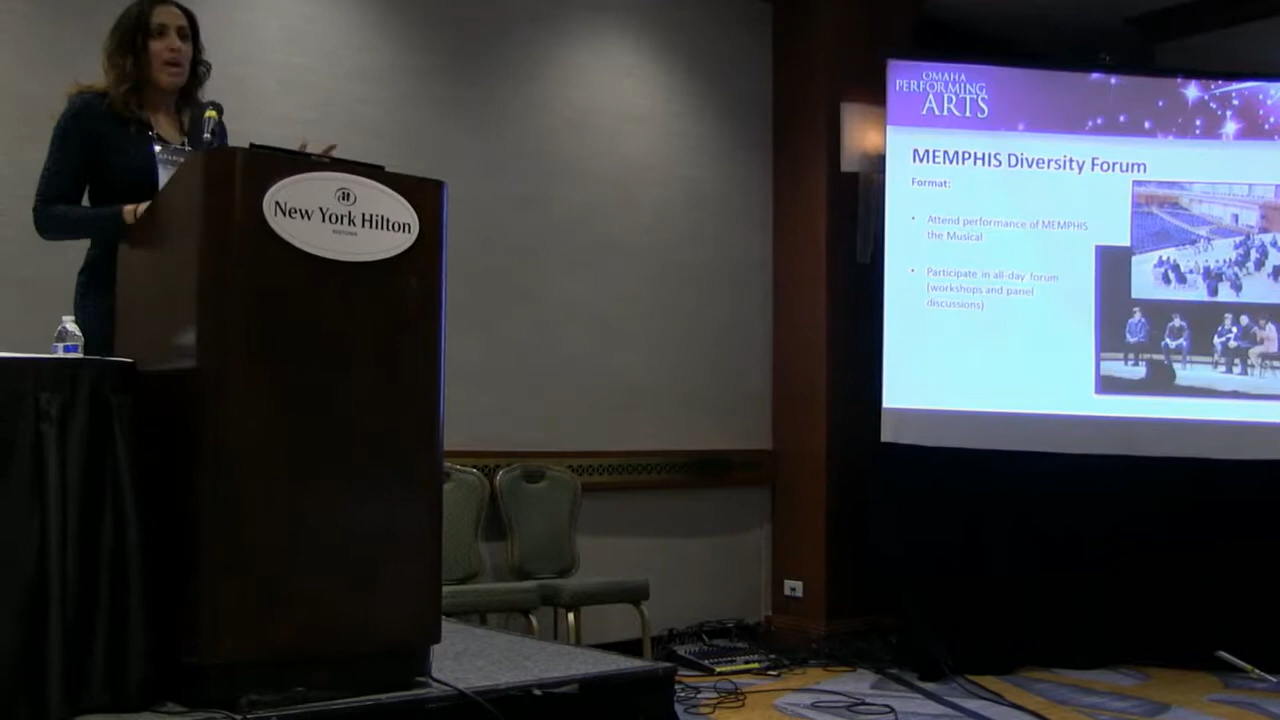 New York Hilton
MIDTOWN
OMAHA
PERFORMING
ARTS
MEMPHIS Diversity Forum
Format:
• Attend performance of MEMPHIS
the Musical
• Participate in all-day forum
(workshops and panel
discussions)